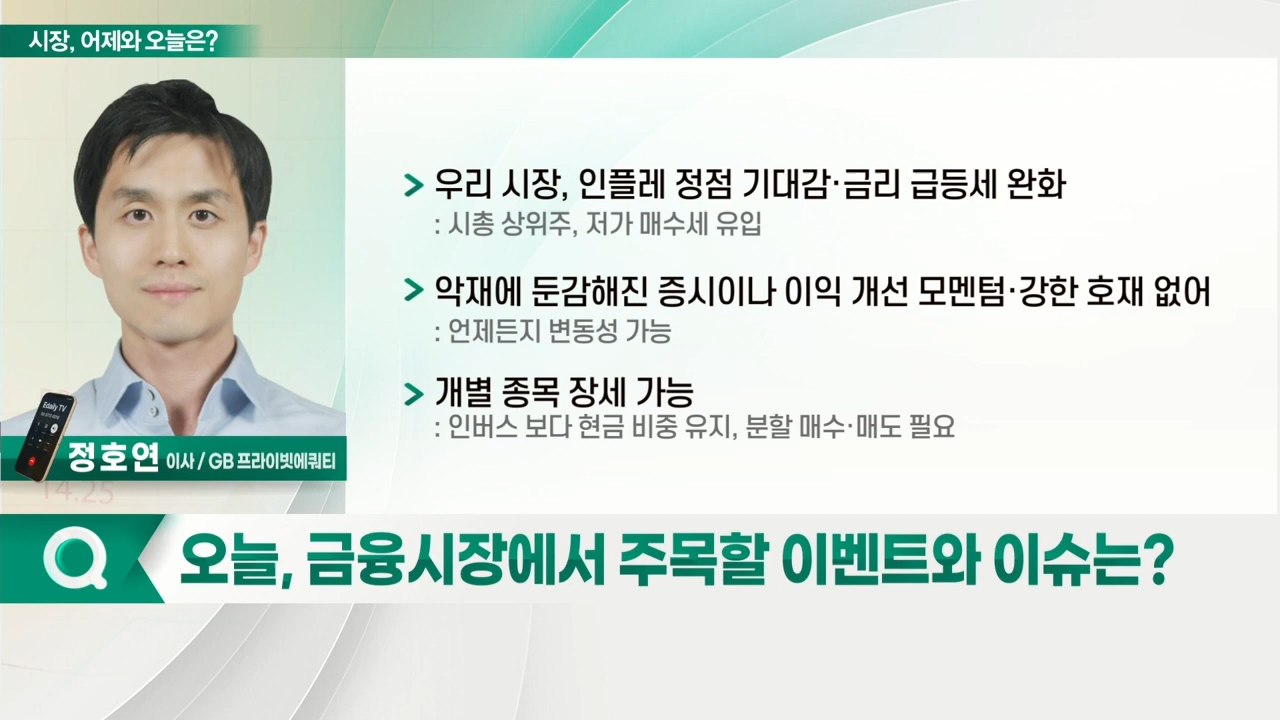 시장, 어제와 오늘은?
우리 시장, 인플레 정점 기대감·금리 급등세 완화
: 시총 상위주, 저가 매수세 유입
악재에 둔감해진 증시이나 이익 개선 모멘텀·강한 호재 없어
: 언제든지 변동성 가능
개별 종목 장세 가능
: 인버스 보다 현금 비중 유지, 분할 매수·매도 필요
Edaily TV
정호연 이사 / GB 프라이빗에쿼티
14.25
Q 오늘, 금융시장에서 주목할 이벤트와 이슈는?